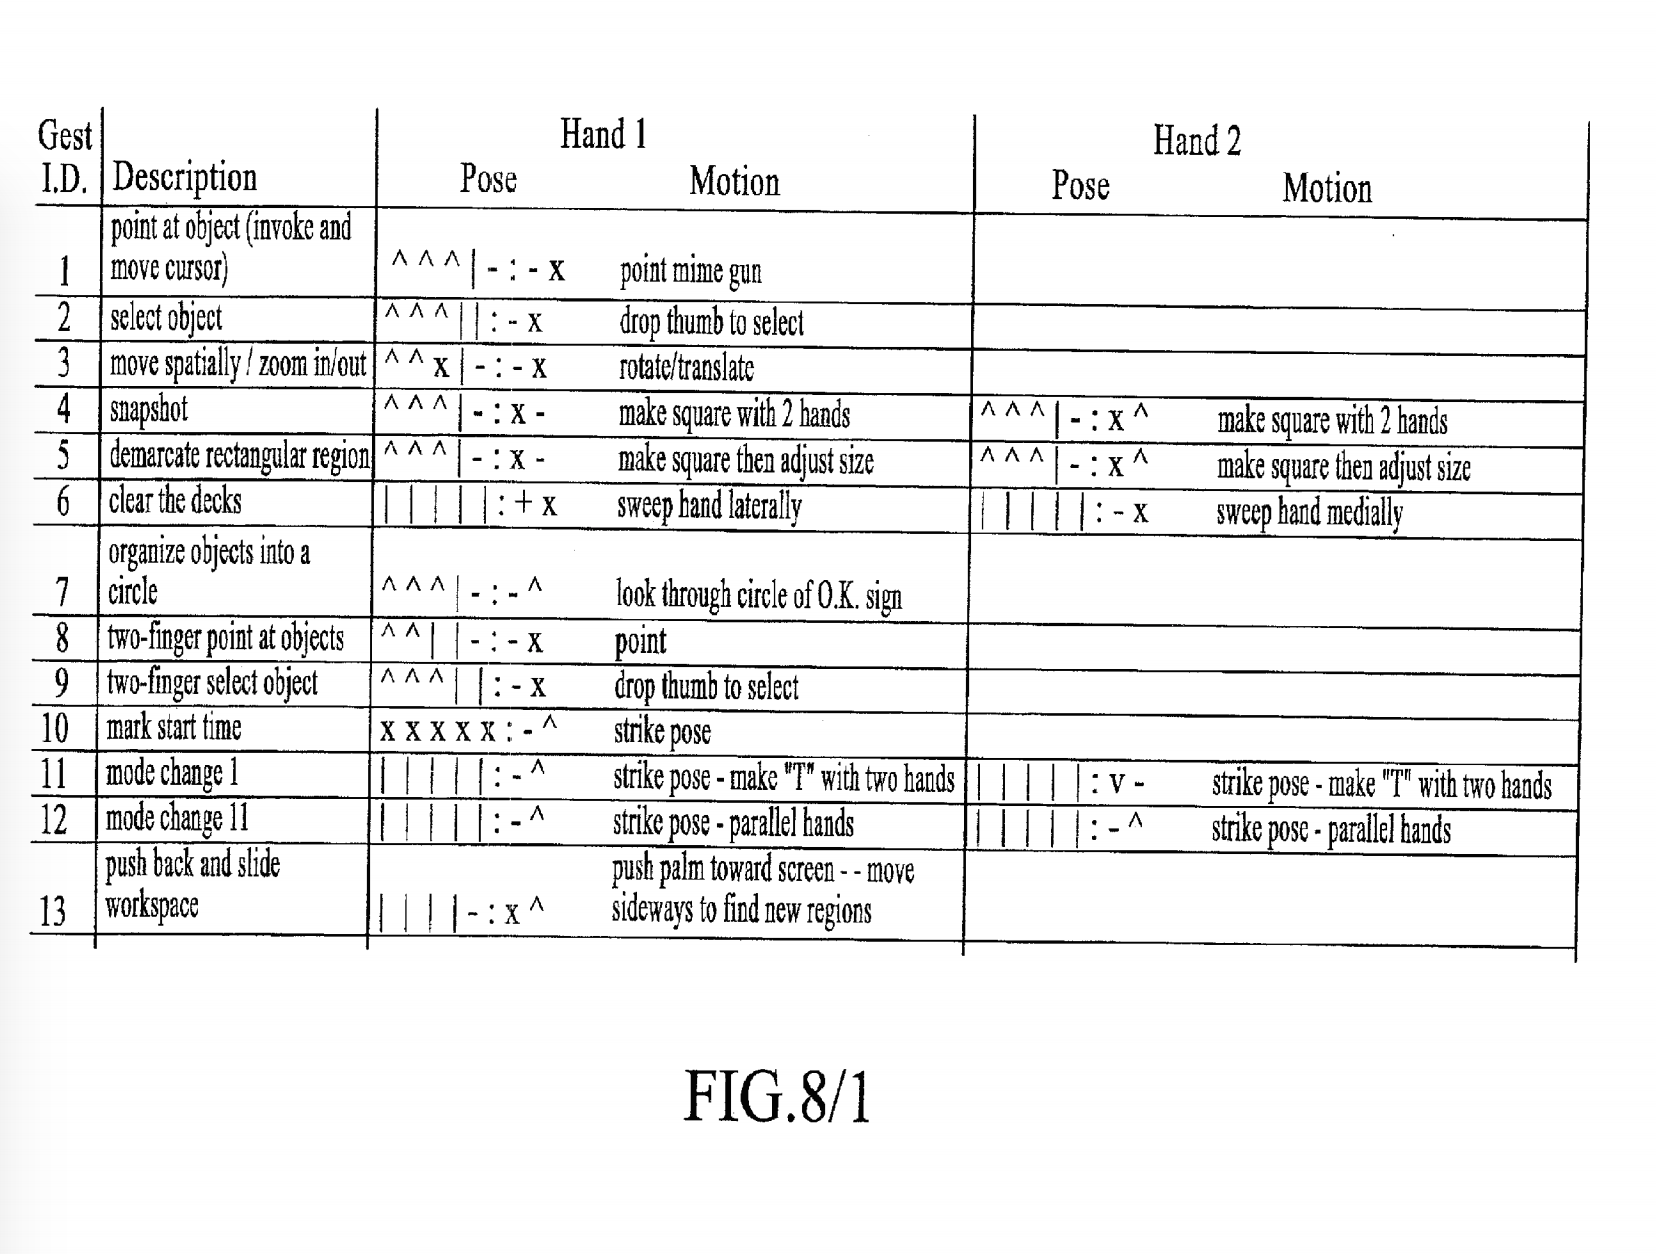 Gest I.D. Description Hand 1 Pose Motion Hand 2 Pose Motion
1 point at object (invoke and move cursor) ^ ^ ^ | - : - x point mime gun
2 select object ^ ^ ^ | | : - x drop thumb to select
3 move spatially / zoom in/out ^ ^ x | - : - x rotate/translate
4 snapshot ^ ^ ^ | - : x - make square with 2 hands ^ ^ ^ | - : x ^ make square with 2 hands
5 demarcate rectangular region ^ ^ ^ | - : x - make square then adjust size ^ ^ ^ | - : x ^ make square then adjust size
6 clear the decks | | | | | : + x sweep hand laterally | | | | | : - x sweep hand medially
7 organize objects into a circle ^ ^ ^ | - : - ^ look through circle of O.K. sign
8 two-finger point at objects ^ ^ | | - : - x point
9 two-finger select object ^ ^ ^ | | : - x drop thumb to select
10 mark start time x x x x x : - ^ strike pose
11 mode change 1 | | | | | : - ^ strike pose - make "T" with two hands | | | | | : v - strike pose - make "T" with two hands
12 mode change 11 | | | | | : - ^ strike pose - parallel hands | | | | | : - ^ strike pose - parallel hands
13 push back and slide workspace | | | | - : x ^ push palm toward screen - - move sideways to find new regions
FIG.8/1